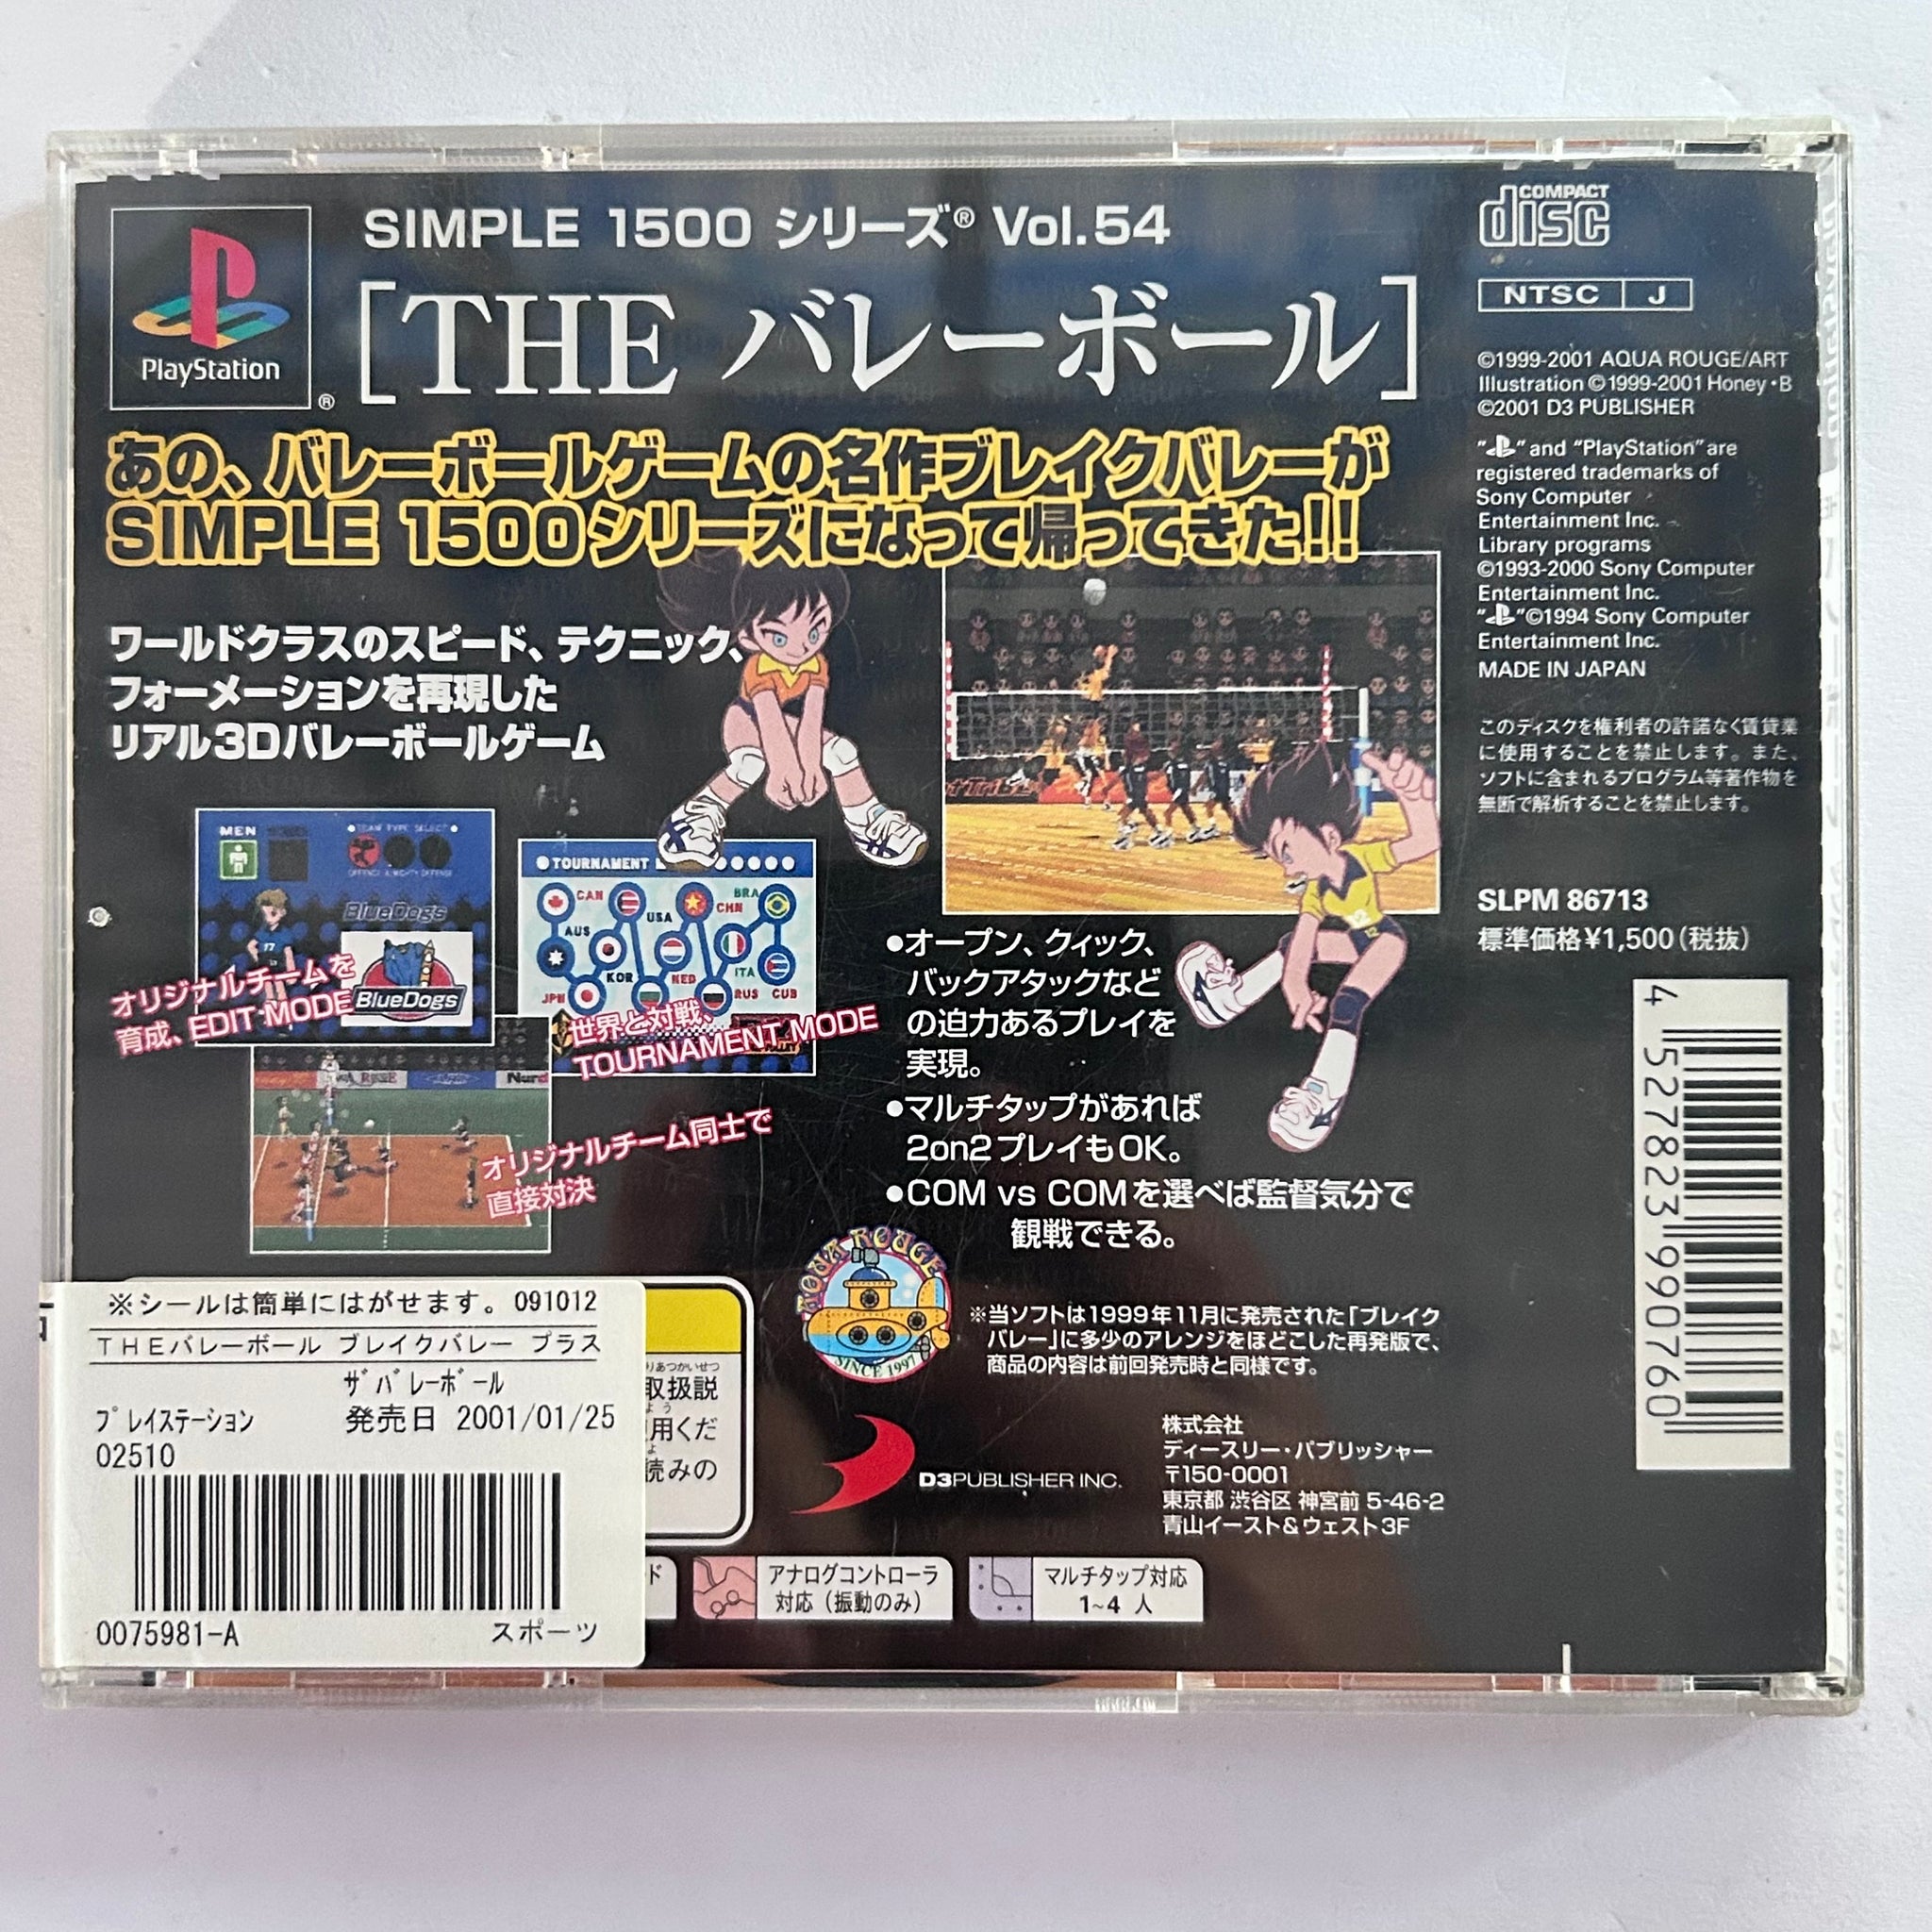 SIMPLE 1500 シリーズ® Vol.54
[THE バレーボール]
PlayStation
®
あの、バレーボールゲームの名作ブレイクバレーが
SIMPLE 1500シリーズになって帰ってきた!!
ワールドクラスのスピード、テクニック、
フォーメーションを再現した
リアル3Dバレーボールゲーム
MEN
TEAM TYPE SELECT
BlueDogs
BlueDogs
オリジナルチームを
育成、EDIT MODE
TOURNAMENT
CAN
USA
CHN
BRA
AUS
KOR
NED
ITA
JPN
RUS
CUB
世界と対戦、
TOURNAMENT MODE
オリジナルチーム同士で
直接対決
●オープン、クィック、
バックアタックなど
の迫力あるプレイを
実現。
●マルチタップがあれば
2on2プレイもOK。
●COM vs COMを選べば監督気分で
観戦できる。
AQUA ROUGE
SINCE 1997
※当ソフトは1999年11月に発売された「ブレイク
バレー」に多少のアレンジをほどこした再発版で、
商品の内容は前回発売時と同様です。
D3PUBLISHER INC.
株式会社
ディースリー・パブリッシャー
〒150-0001
東京都 渋谷区 神宮前 5-46-2
青山イースト&ウェスト3F
COMPACT
disc
NTSC J
©1999-2001 AQUA ROUGE/ART
Illustration ©1999-2001 Honey・B
©2001 D3 PUBLISHER
" " and "PlayStation" are
registered trademarks of
Sony Computer
Entertainment Inc.
Library programs
©1993-2000 Sony Computer
Entertainment Inc.
" "©1994 Sony Computer
Entertainment Inc.
MADE IN JAPAN
このディスクを権利者の許諾なく賃貸業
に使用することを禁止します。また、
ソフトに含まれるプログラム等著作物を
無断で解析することを禁止します。
SLPM 86713
標準価格¥1,500(税抜)
4 527823 990760
※シールは簡単にはがせます。091012
THEバレーボール ブレイクバレー プラス
ｻﾞﾊﾞﾚｰﾎﾞｰﾙ
ﾌﾟﾚｲｽﾃｰｼｮﾝ
発売日 2001/01/25
02510
0075981-A
スポーツ
りあつかいせつ
取扱説
用くだ
読みの
ド
アナログコントローラ
対応(振動のみ)
マルチタップ対応
1~4 人